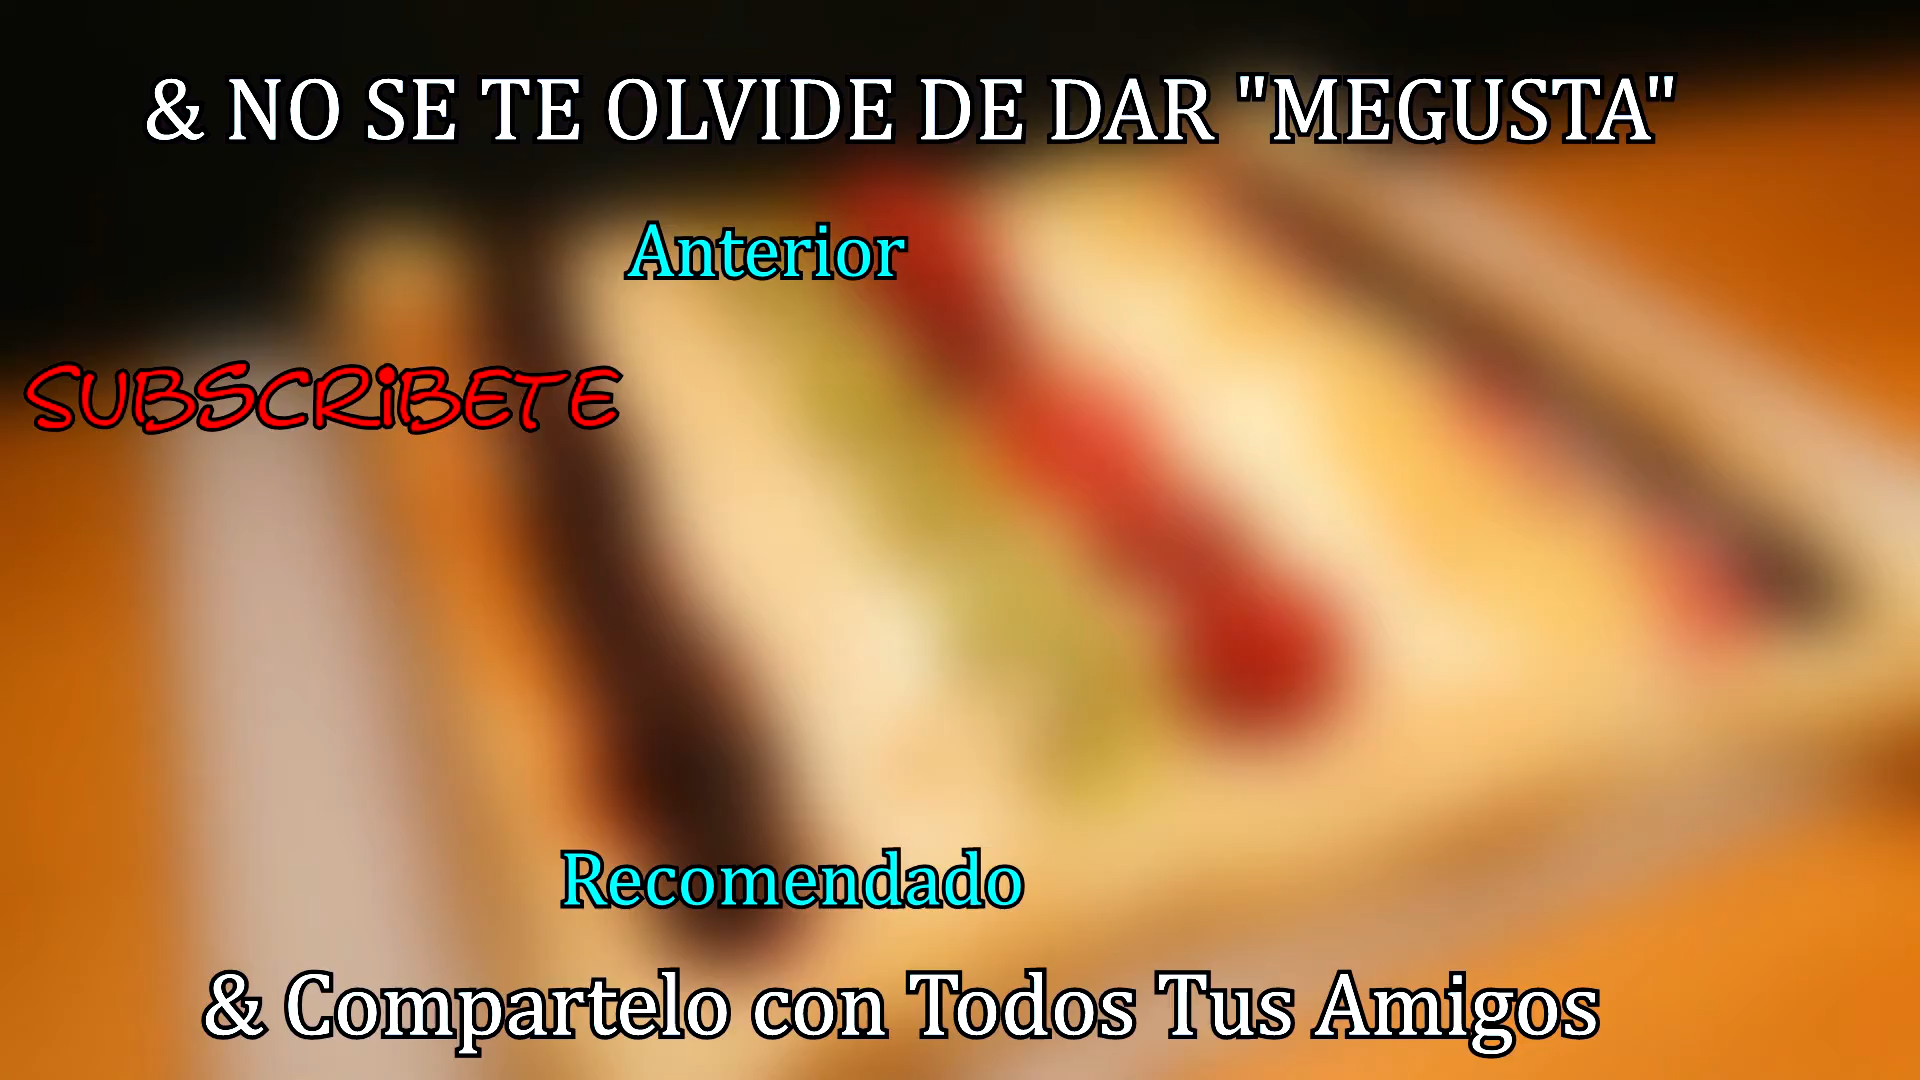 & NO SE TE OLVIDE DE DAR "MEGUSTA"
Anterior
SUBSCRiBETE
Recomendado
& Compartelo con Todos Tus Amigos